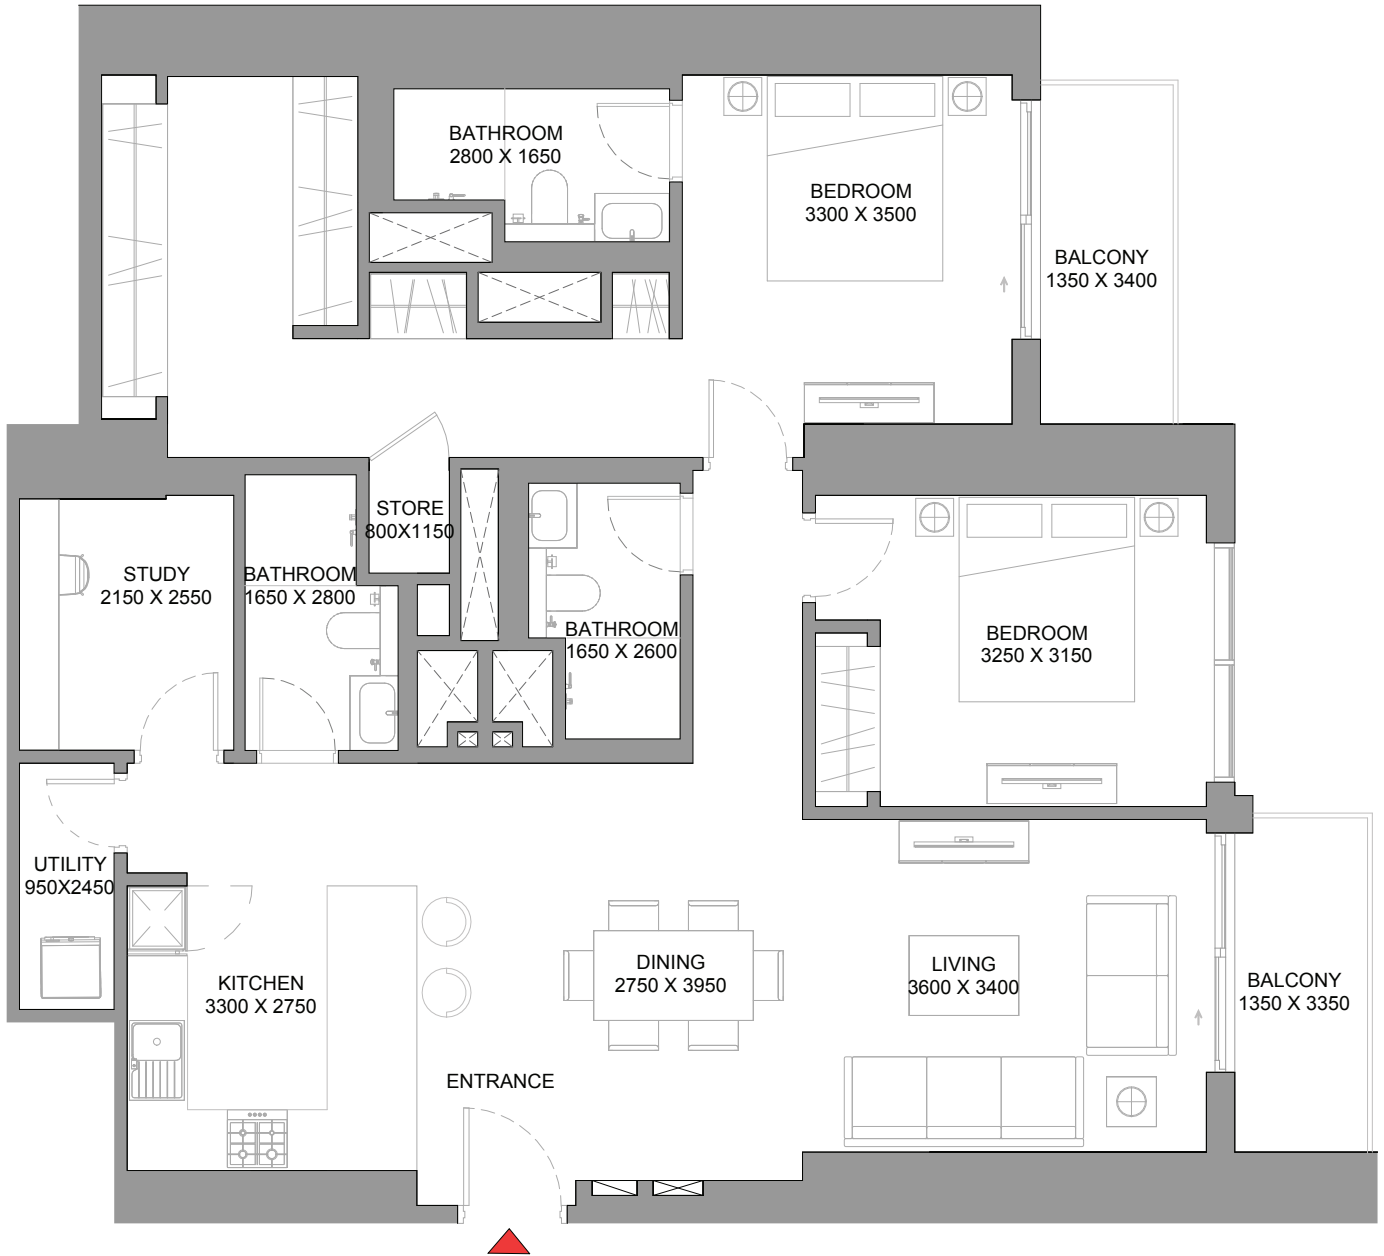 BATHROOM
2800 X 1650
BEDROOM
3300 X 3500
BALCONY
1350 X 3400
STORE
800X1150
STUDY
2150 X 2550
BATHROOM
1650 X 2800
BATHROOM
1650 X 2600
BEDROOM
3250 X 3150
UTILITY
950X2450
KITCHEN
3300 X 2750
DINING
2750 X 3950
LIVING
3600 X 3400
BALCONY
1350 X 3350
ENTRANCE